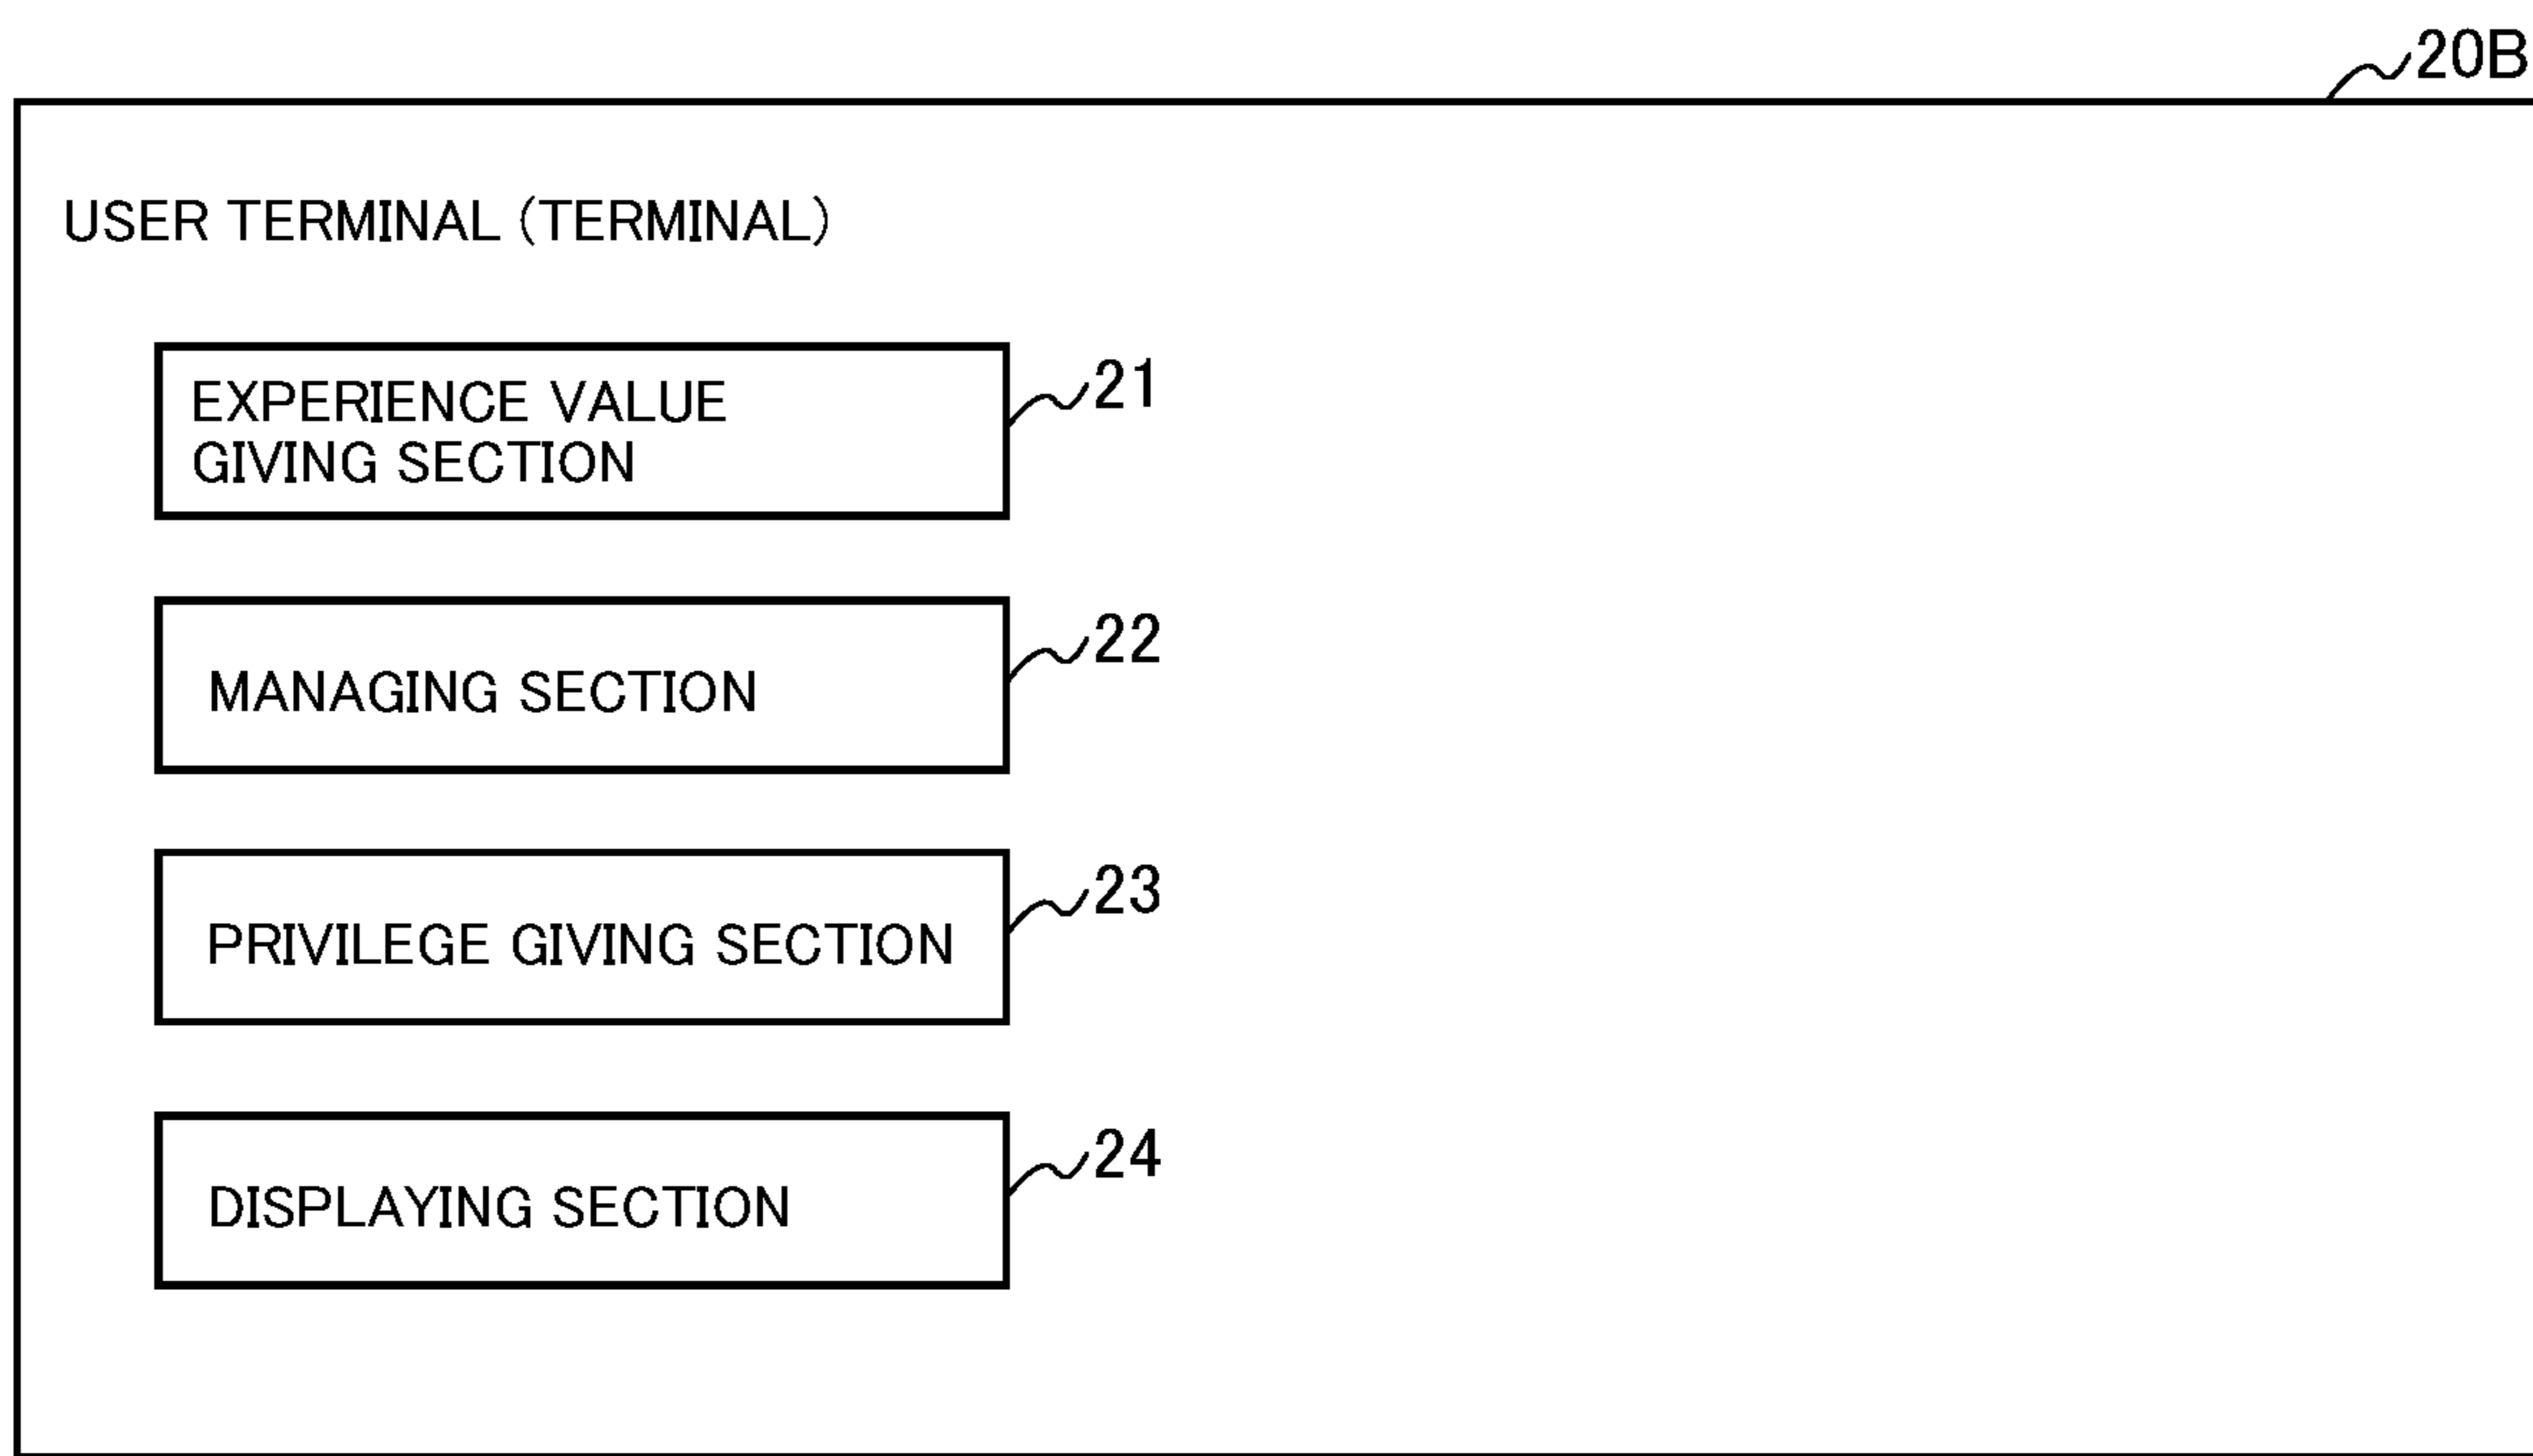 20B
USER TERMINAL (TERMINAL)
EXPERIENCE VALUE
GIVING SECTION
21
MANAGING SECTION
22
PRIVILEGE GIVING SECTION
23
DISPLAYING SECTION
24